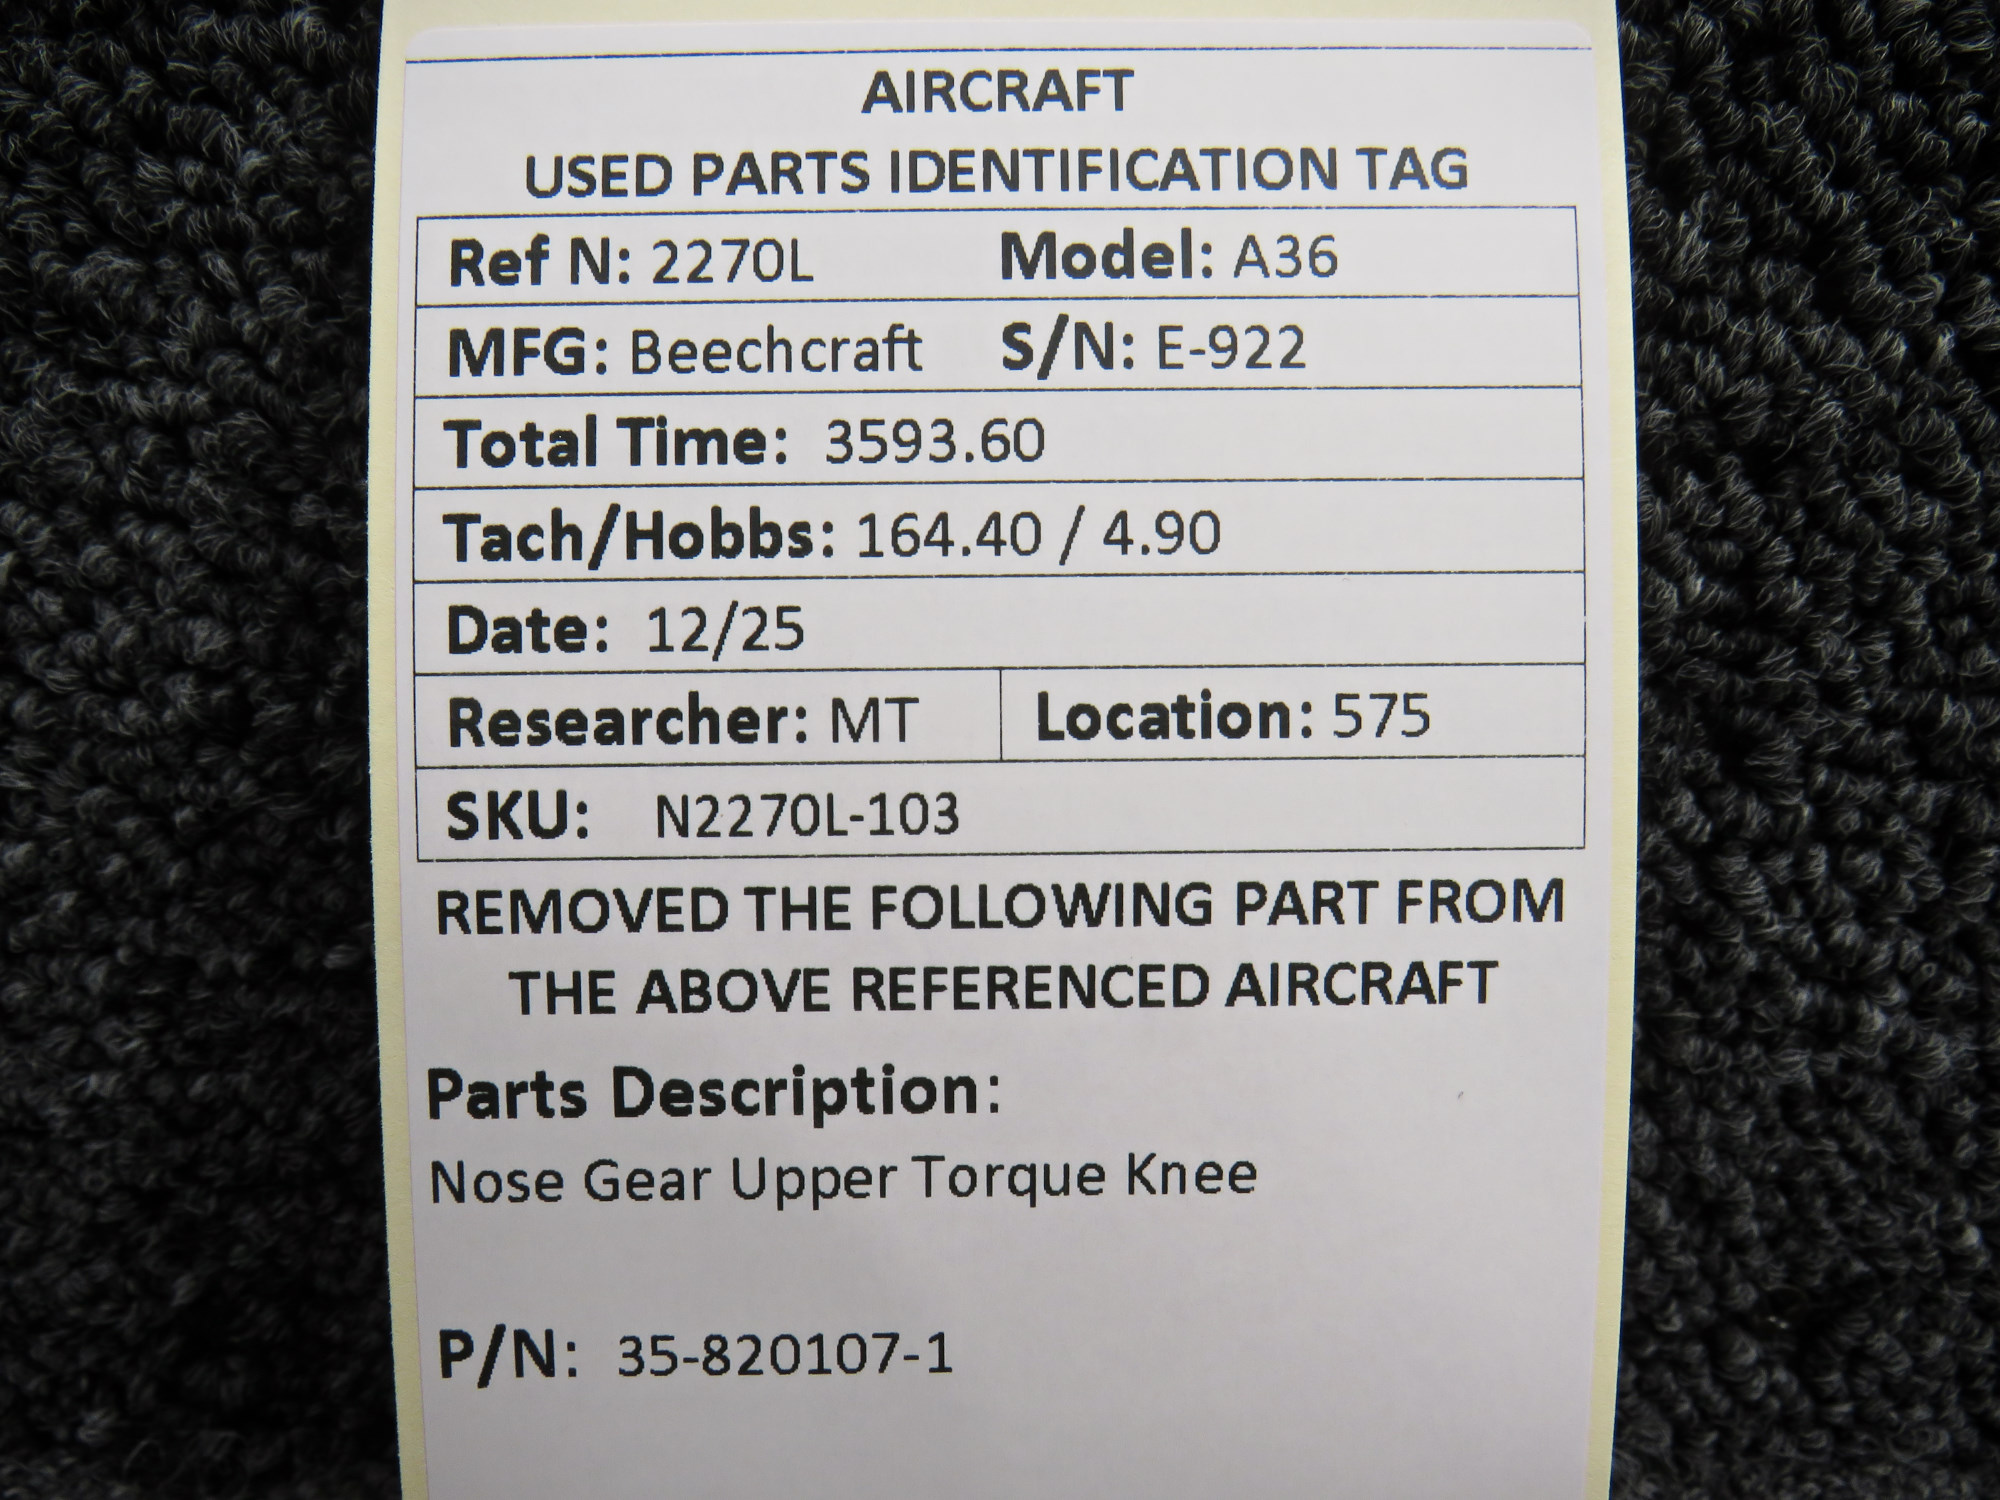 AIRCRAFT
USED PARTS IDENTIFICATION TAG
Ref N: 2270L Model: A36
MFG: Beechcraft S/N: E-922
Total Time: 3593.60
Tach/Hobbs: 164.40 / 4.90
Date: 12/25
Researcher: MT Location: 575
SKU: N2270L-103
REMOVED THE FOLLOWING PART FROM
THE ABOVE REFERENCED AIRCRAFT
Parts Description:
Nose Gear Upper Torque Knee
P/N: 35-820107-1